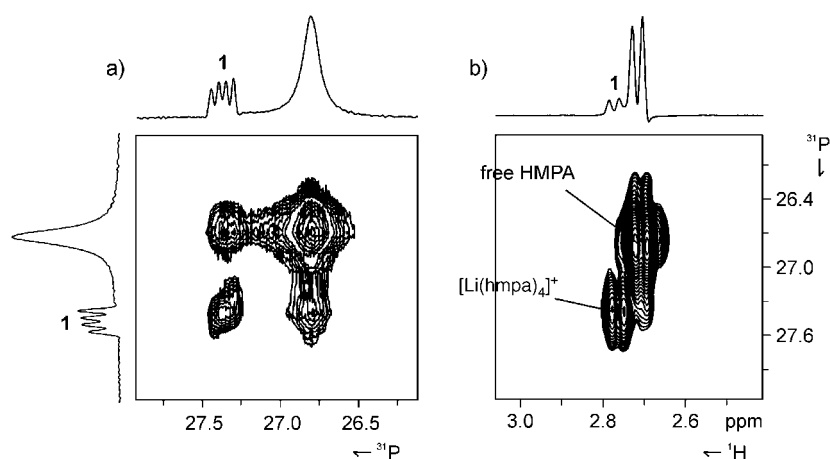 a)
1
1
27.5 27.0 26.5
← ³¹P
b)
1
³¹P
↓
free HMPA
[Li(hmpa)₄]⁺
26.4
27.0
27.6
3.0 2.8 2.6 ppm
← ¹H